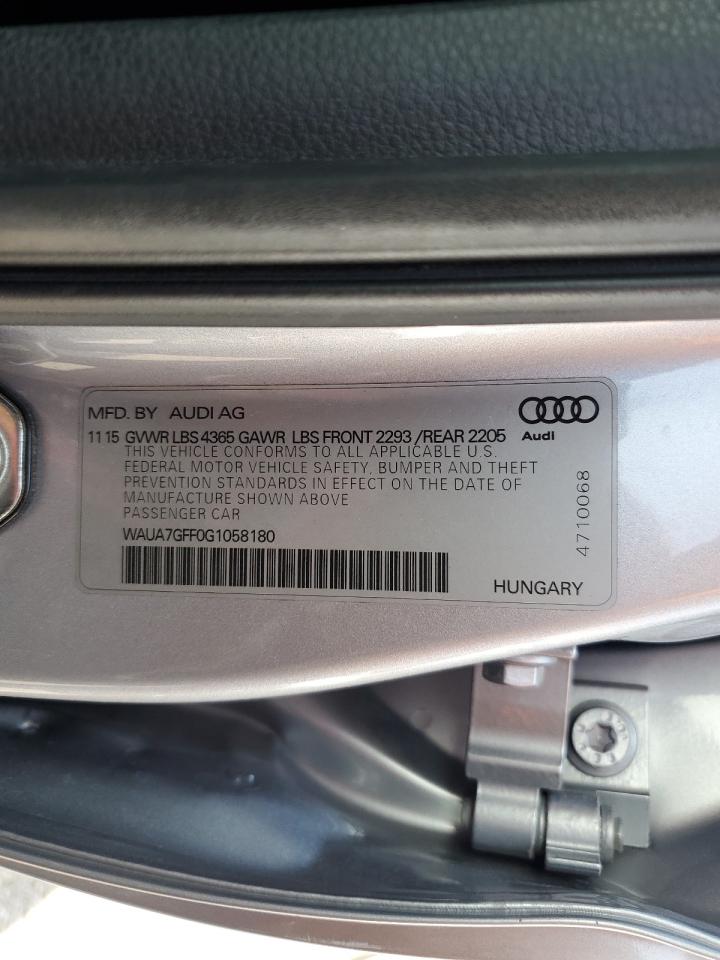 MFD. BY AUDI AG
11 15 GVWR LBS 4365 GAWR LBS FRONT 2293 /REAR 2205
Audi
THIS VEHICLE CONFORMS TO ALL APPLICABLE U.S.
FEDERAL MOTOR VEHICLE SAFETY, BUMPER AND THEFT
PREVENTION STANDARDS IN EFFECT ON THE DATE OF
MANUFACTURE SHOWN ABOVE
PASSENGER CAR
WAUA7GFF0G1058180
HUNGARY
4710068